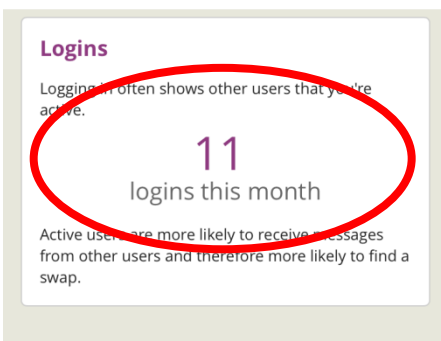 Logins
Logging in often shows other users that you're
active.
11
logins this month
Active users are more likely to receive messages
from other users and therefore more likely to find a
swap.